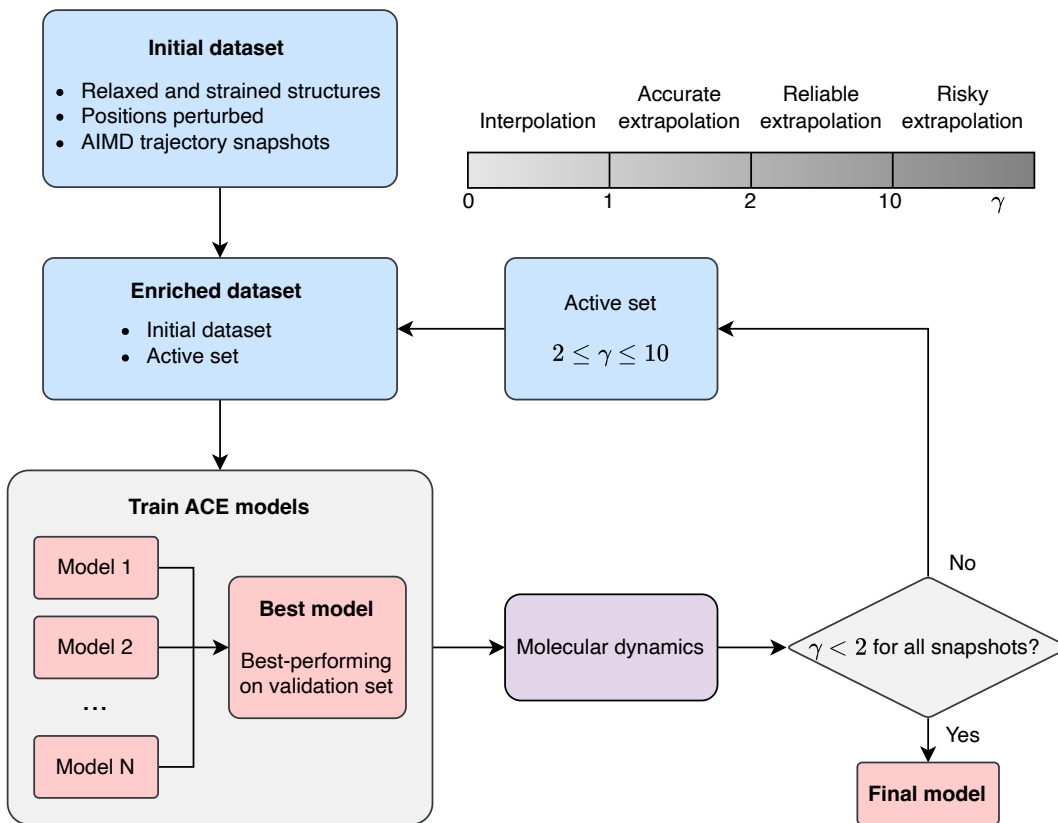 Initial dataset
• Relaxed and strained structures
• Positions perturbed
• AIMD trajectory snapshots
Interpolation
Accurate
extrapolation
Reliable
extrapolation
Risky
extrapolation
0 1 2 10 γ
Enriched dataset
• Initial dataset
• Active set
Active set
2 ≤ γ ≤ 10
Train ACE models
Model 1
Model 2
...
Model N
Best model
Best-performing
on validation set
Molecular dynamics
γ < 2 for all snapshots?
No
Yes
Final model